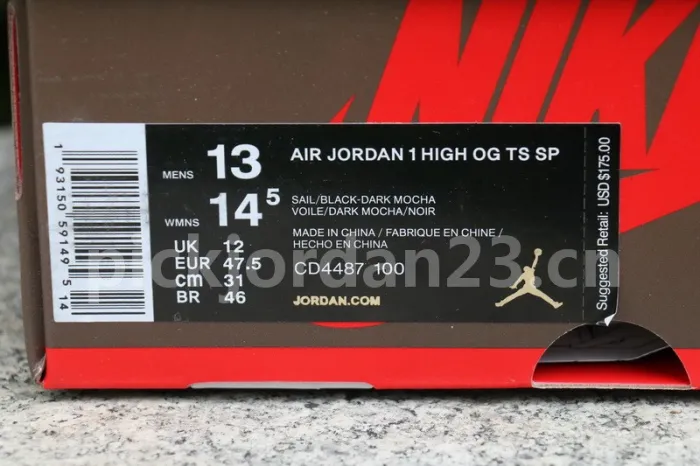 NIKE
1 93150 59149 5 14
MENS 13
WMNS 14 5
UK 12
EUR 47.5
cm 31
BR 46
AIR JORDAN 1 HIGH OG TS SP
SAIL/BLACK-DARK MOCHA
VOILE/DARK MOCHA/NOIR
MADE IN CHINA / FABRIQUE EN CHINE /
HECHO EN CHINA
CD4487 100
JORDAN.COM
Suggested Retail: USD $175.00
pickjordan23.cn